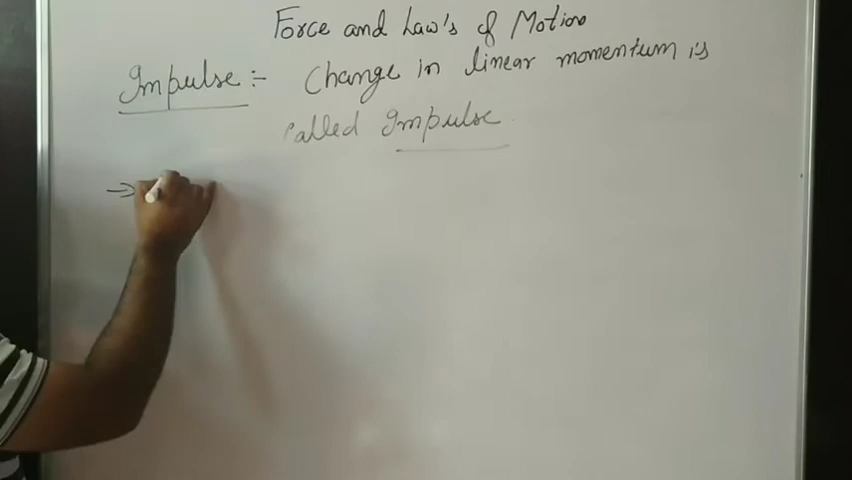 Force and Law's of Motion
Impulse :- Change in linear momentum is
called Impulse.
→